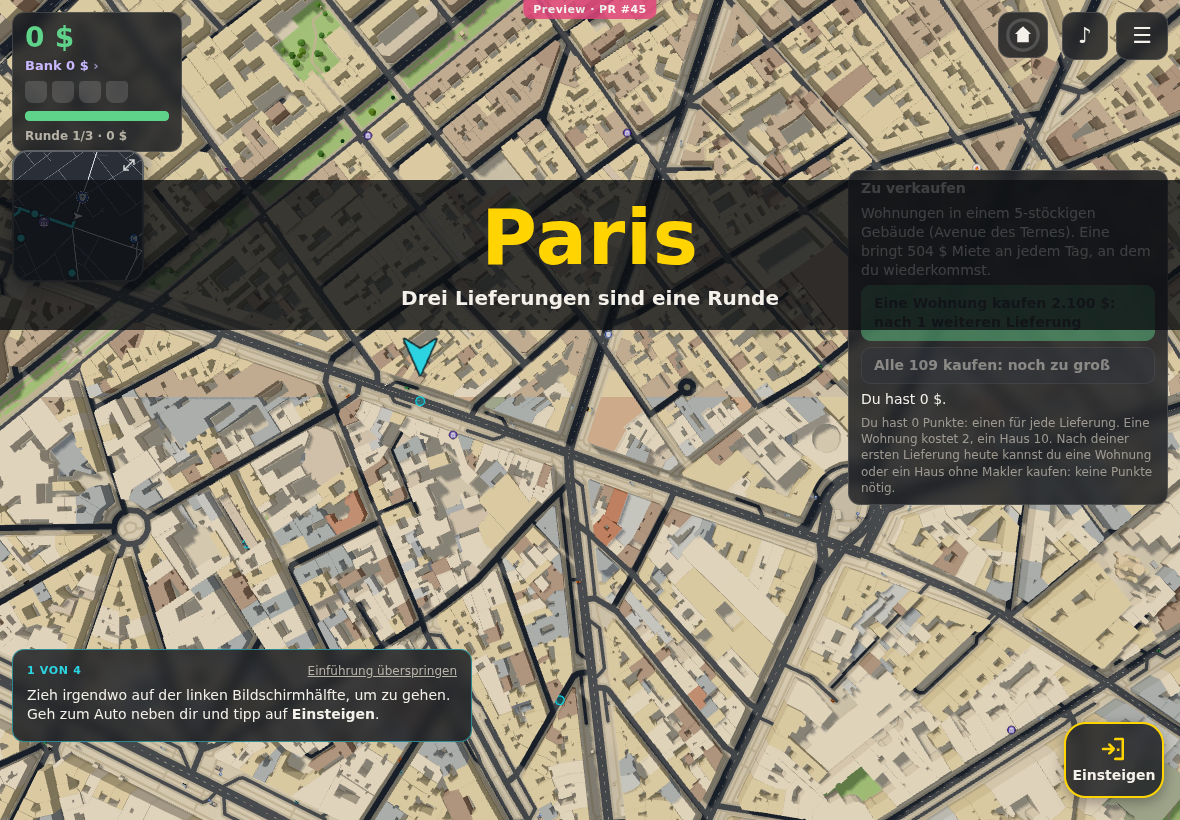 Preview · PR #45
0 $
Bank 0 $ ›
Runde 1/3 · 0 $
Paris
Drei Lieferungen sind eine Runde
Zu verkaufen
Wohnungen in einem 5-stöckigen
Gebäude (Avenue des Ternes). Eine
bringt 504 $ Miete an jedem Tag, an dem
du wiederkommst.
Eine Wohnung kaufen 2.100 $:
nach 1 weiteren Lieferung
Alle 109 kaufen: noch zu groß
Du hast 0 $.
Du hast 0 Punkte: einen für jede Lieferung. Eine
Wohnung kostet 2, ein Haus 10. Nach deiner
ersten Lieferung heute kannst du eine Wohnung
oder ein Haus ohne Makler kaufen: keine Punkte
nötig.
1 VON 4
Einführung überspringen
Zieh irgendwo auf der linken Bildschirmhälfte, um zu gehen.
Geh zum Auto neben dir und tipp auf Einsteigen.
Einsteigen